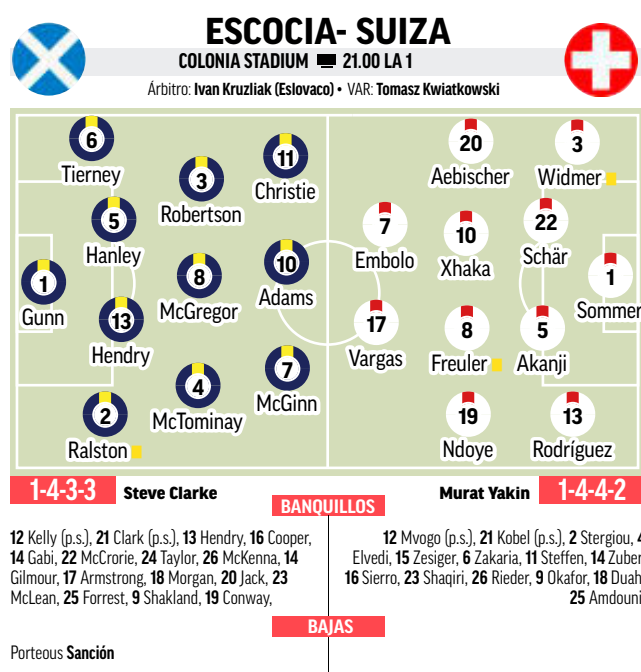 ESCOCIA- SUIZA
COLONIA STADIUM 21.00 LA 1
Árbitro: Ivan Kruzliak (Eslovaco) • VAR: Tomasz Kwiatkowski
6
Tierney
5
Hanley
1
Gunn
13
Hendry
2
Ralston
3
Robertson
8
McGregor
4
McTominay
11
Christie
10
Adams
7
McGinn
7
Embolo
17
Vargas
20
Aebischer
10
Xhaka
8
Freuler
19
Ndoye
3
Widmer
22
Schär
5
Akanji
13
Rodríguez
1
Sommer
1-4-3-3 Steve Clarke
Murat Yakin 1-4-4-2
BANQUILLOS
12 Kelly (p.s.), 21 Clark (p.s.), 13 Hendry, 16 Cooper,
14 Gabi, 22 McCrorie, 24 Taylor, 26 McKenna, 14
Gilmour, 17 Armstrong, 18 Morgan, 20 Jack, 23
McLean, 25 Forrest, 9 Shakland, 19 Conway,
12 Mvogo (p.s.), 21 Kobel (p.s.), 2 Stergiou, 4
Elvedi, 15 Zesiger, 6 Zakaria, 11 Steffen, 14 Zuber
16 Sierro, 23 Shaqiri, 26 Rieder, 9 Okafor, 18 Duah
25 Amdouni
BAJAS
Porteous Sanción